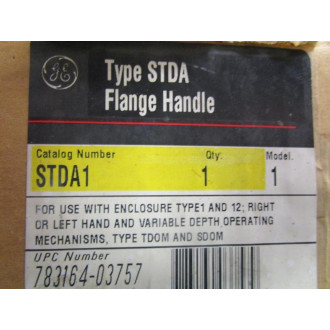 GE
Type STDA
Flange Handle
Catalog Number Qty. Model.
STDA1 1 1
FOR USE WITH ENCLOSURE TYPE1 AND 12; RIGHT
OR LEFT HAND AND VARIABLE DEPTH OPERATING
MECHANISMS, TYPE TDOM AND SDOM
UPC Number
783164-03757